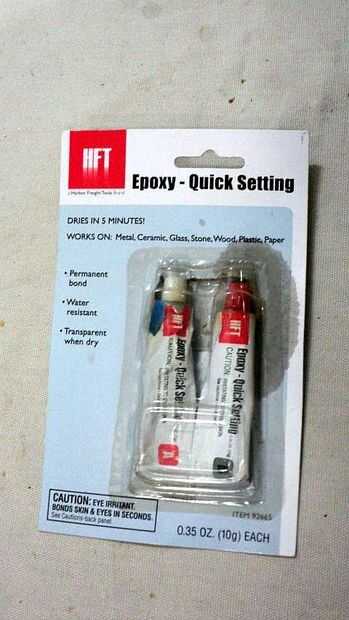 HFT
a Harbor Freight Tools Brand
Epoxy - Quick Setting
DRIES IN 5 MINUTES!
WORKS ON: Metal, Ceramic, Glass, Stone, Wood, Plastic, Paper
• Permanent
bond
• Water
resistant
• Transparent
when dry
HFT
Epoxy - Quick Setting
CAUTION:
HFT
Epoxy - Quick Setting
CAUTION:
CAUTION: EYE IRRITANT.
BONDS SKIN & EYES IN SECONDS.
See Cautions-back panel.
ITEM 92665
0.35 OZ. (10g) EACH